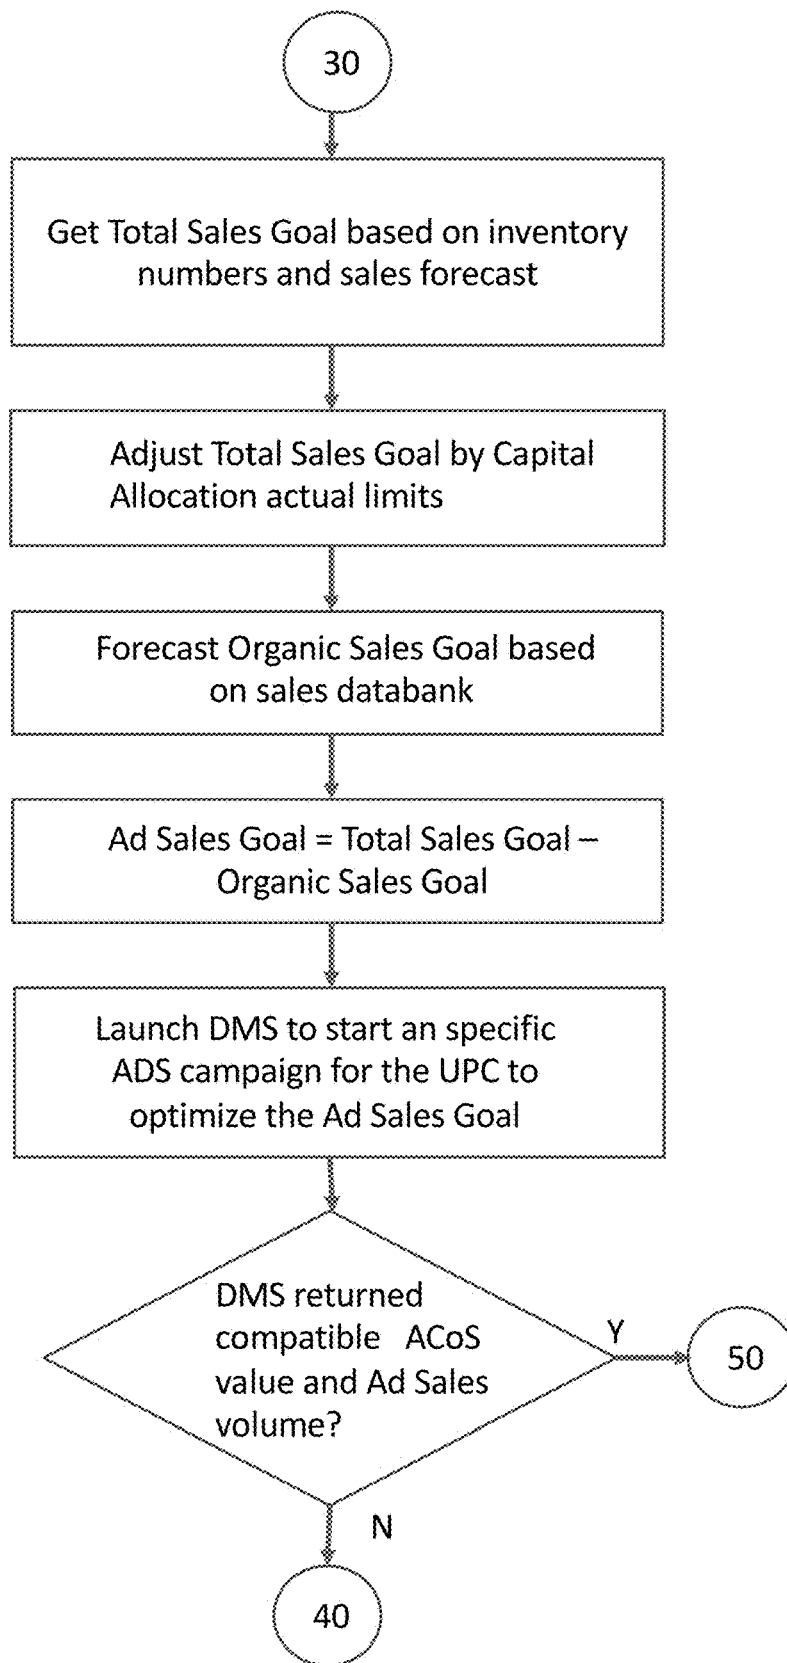 30
Get Total Sales Goal based on inventory
numbers and sales forecast
Adjust Total Sales Goal by Capital
Allocation actual limits
Forecast Organic Sales Goal based
on sales databank
Ad Sales Goal = Total Sales Goal –
Organic Sales Goal
Launch DMS to start an specific
ADS campaign for the UPC to
optimize the Ad Sales Goal
DMS returned
compatible ACoS
value and Ad Sales
volume?
Y
50
N
40